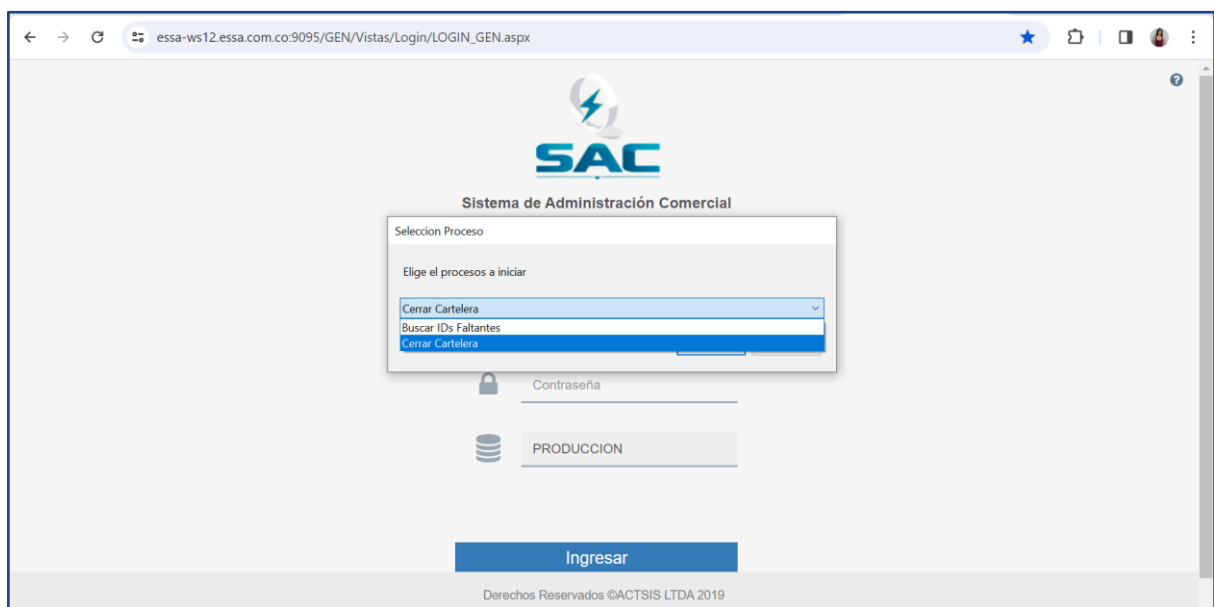 essa-ws12.essa.com.co:9095/GEN/Vistas/Login/LOGIN_GEN.aspx
SAC
Sistema de Administración Comercial
Seleccion Proceso
Elige el procesos a iniciar
Cerrar Cartelera
Buscar IDs Faltantes
Cerrar Cartelera
Contraseña
PRODUCCION
Ingresar
Derechos Reservados ©ACTSIS LTDA 2019